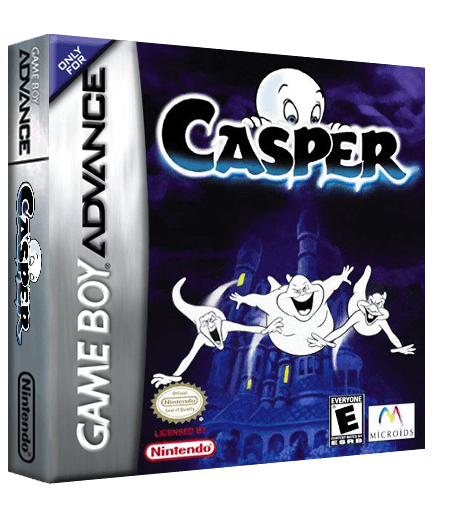 GAME BOY ADVANCE
CASPER
Nintendo
ONLY
FOR
GAME BOY ADVANCE
CASPER
Official
Nintendo
Seal of Quality
LICENSED BY
Nintendo
EVERYONE
E
CONTENT RATED BY
ESRB
MICROÏDS